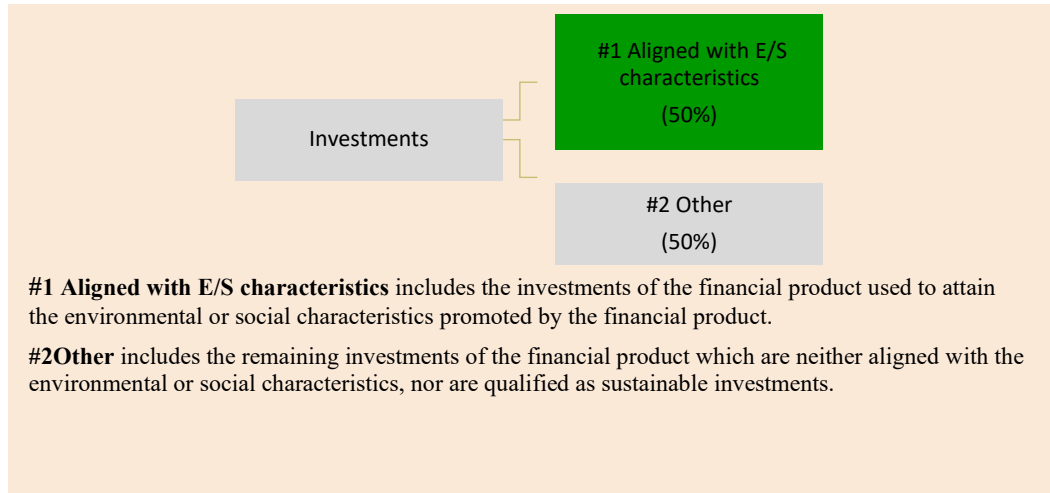 #1 Aligned with E/S
characteristics
(50%)
Investments
#2 Other
(50%)
#1 Aligned with E/S characteristics includes the investments of the financial product used to attain
the environmental or social characteristics promoted by the financial product.
#2Other includes the remaining investments of the financial product which are neither aligned with the
environmental or social characteristics, nor are qualified as sustainable investments.